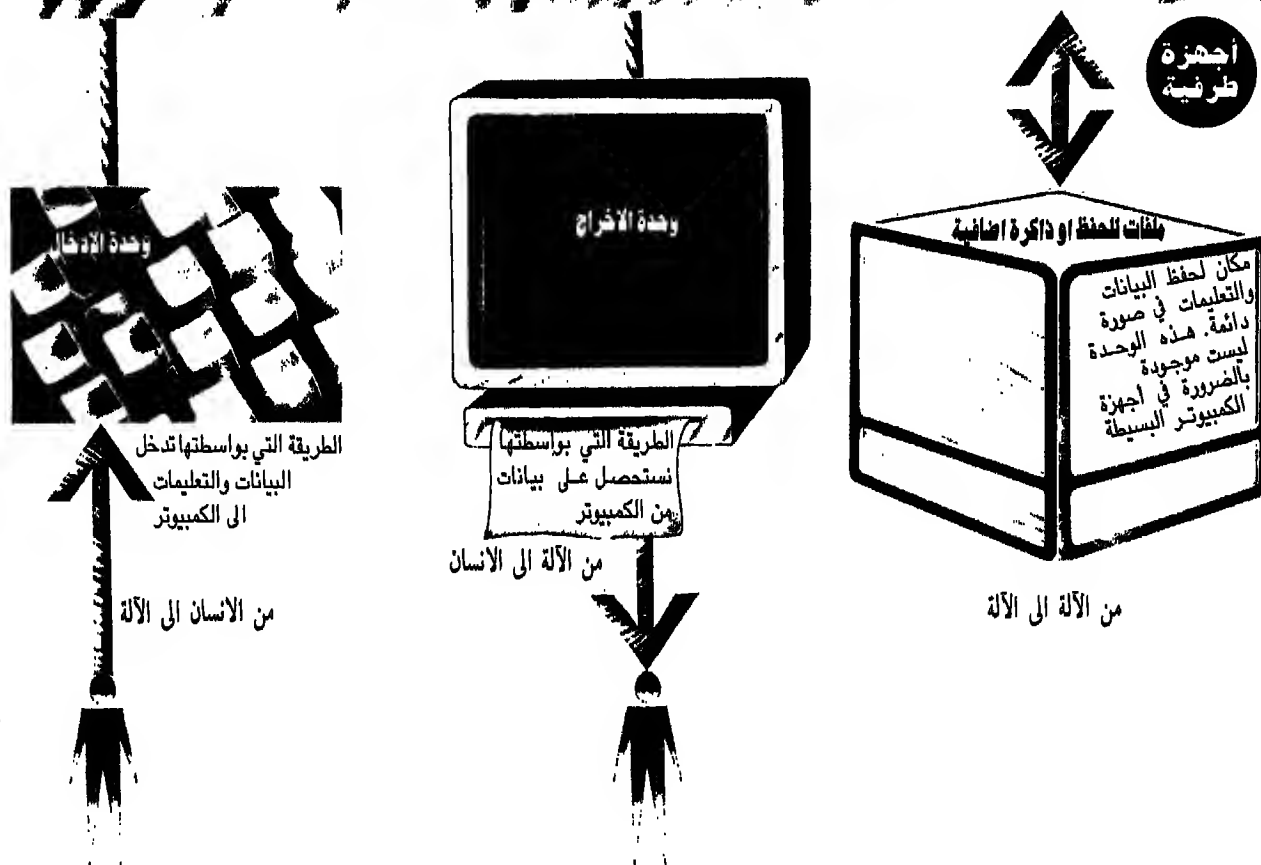 أجهزة
طرفية
ملفات للحفظ او ذاكرة اضافية
مكان لحفظ البيانات
والتعليمات في صورة
دائمة. هذه الوحدة
ليست موجودة
بالضرورة في اجهزة
الكمبيوتر البسيطة
من الآلة الى الآلة
وحدة الاخراج
الطريقة التي بواسطتها
نستحصل على بيانات
من الكمبيوتر
من الآلة الى الانسان
وحدة الإدخال
الطريقة التي بواسطتها تدخل
البيانات والتعليمات
الى الكمبيوتر
من الانسان الى الآلة